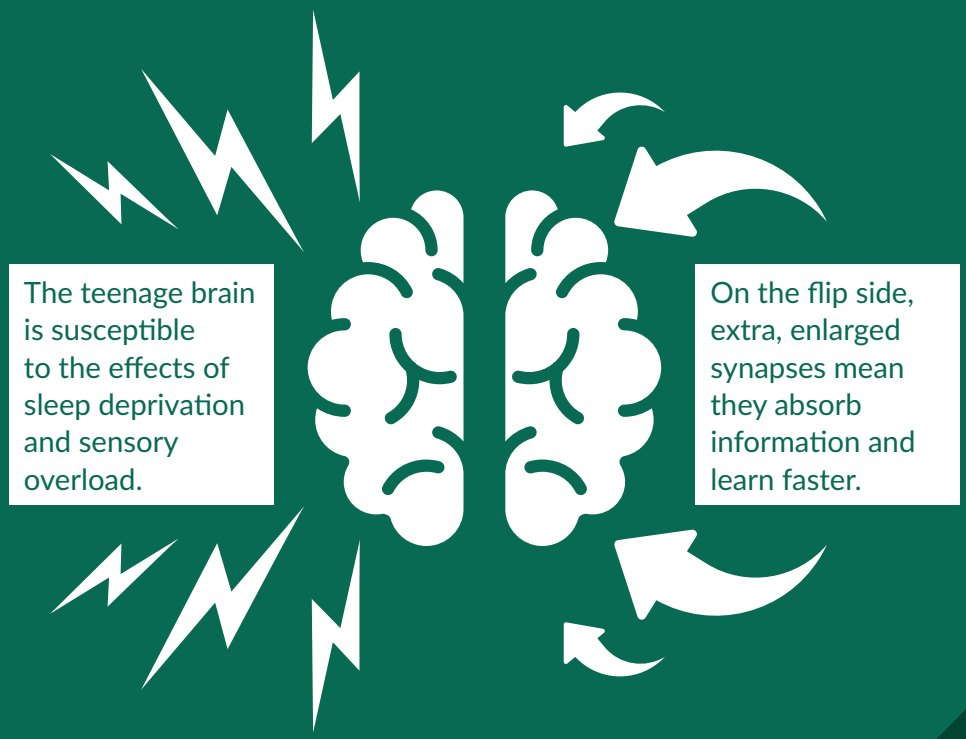 The teenage brain
is susceptible
to the effects of
sleep deprivation
and sensory
overload.
On the flip side,
extra, enlarged
synapses mean
they absorb
information and
learn faster.